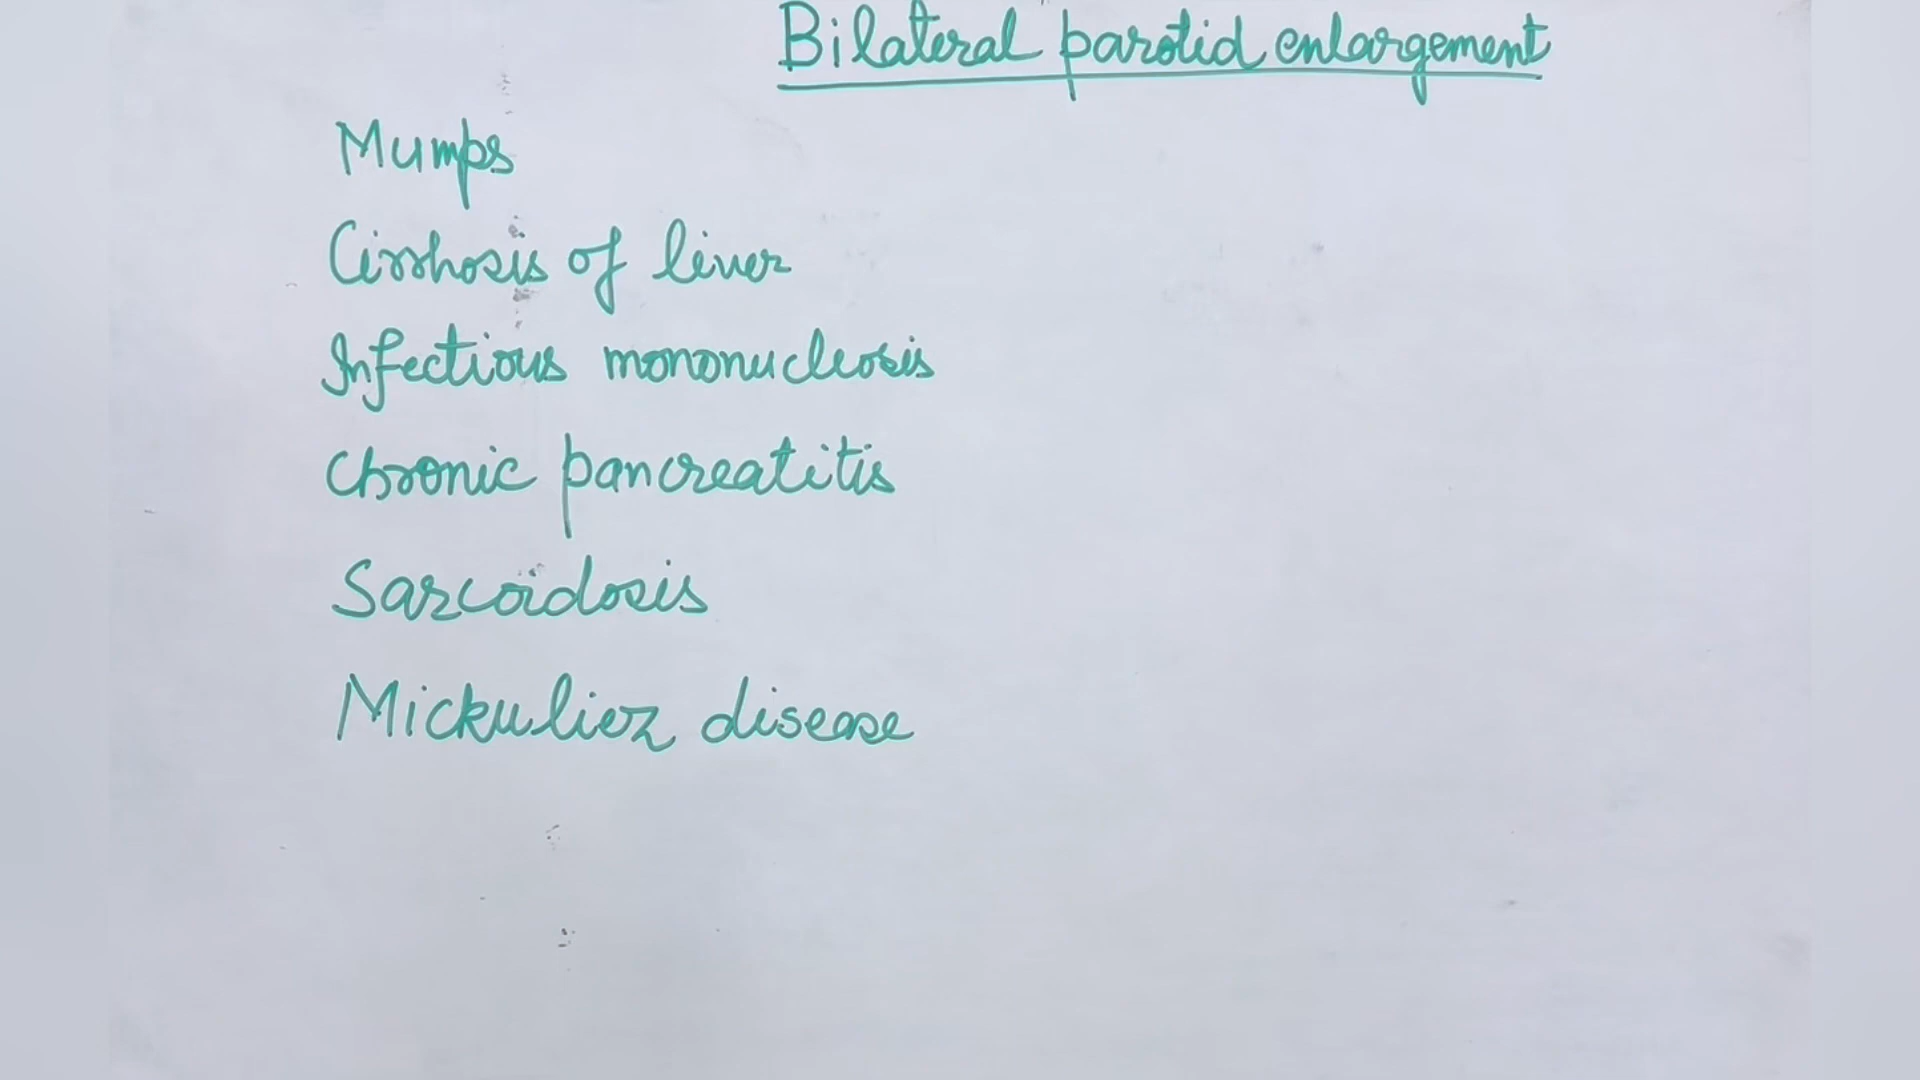 Bilateral parotid enlargement
Mumps
Cirrhosis of liver
Infectious mononucleosis
Chronic pancreatitis
Sarcoidosis
Mickulicz disease